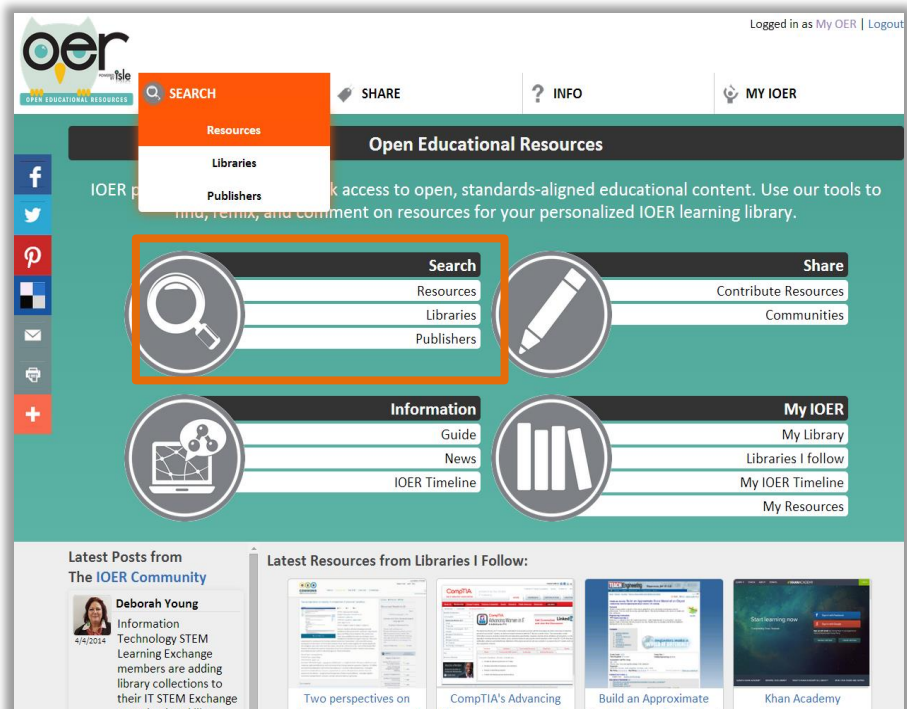 Logged in as My OER | Logout
oer
POWERED BY isle
OPEN EDUCATIONAL RESOURCES
SEARCH
SHARE
? INFO
MY IOER
Resources
Libraries
Publishers
Open Educational Resources
IOER p
k access to open, standards-aligned educational content. Use our tools to
find, remix, and comment on resources for your personalized IOER learning library.
Search
Resources
Libraries
Publishers
Share
Contribute Resources
Communities
Information
Guide
News
IOER Timeline
My IOER
My Library
Libraries I follow
My IOER Timeline
My Resources
Latest Posts from
The IOER Community
Deborah Young
4/4/2014
Information
Technology STEM
Learning Exchange
members are adding
library collections to
their IT STEM Exchange
Latest Resources from Libraries I Follow:
CompTIA
Start learning now
Two perspectives on
CompTIA's Advancing
Build an Approximate
Khan Academy